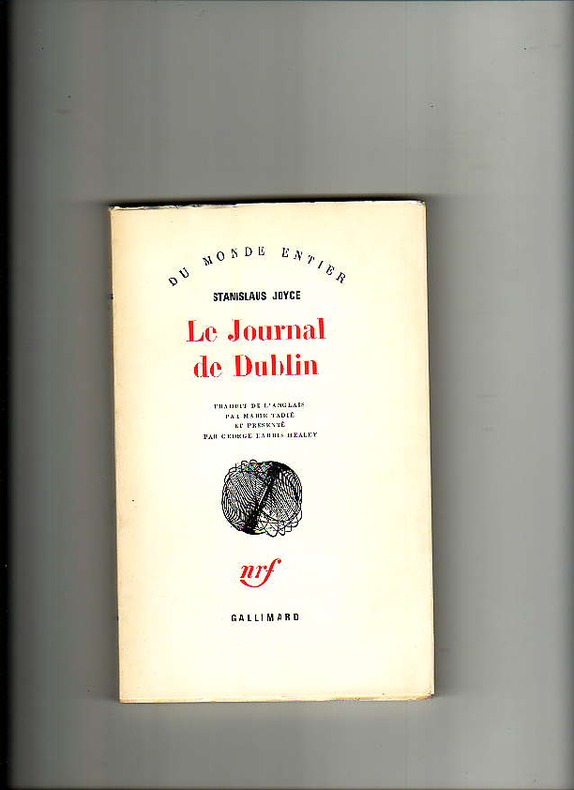 DU MONDE ENTIER
STANISLAUS JOYCE
Le Journal
de Dublin
TRADUIT DE L'ANGLAIS
PAR MARIE TADIÉ
ET PRÉSENTÉ
PAR GEORGE HARRIS HEALEY
nrf
GALLIMARD